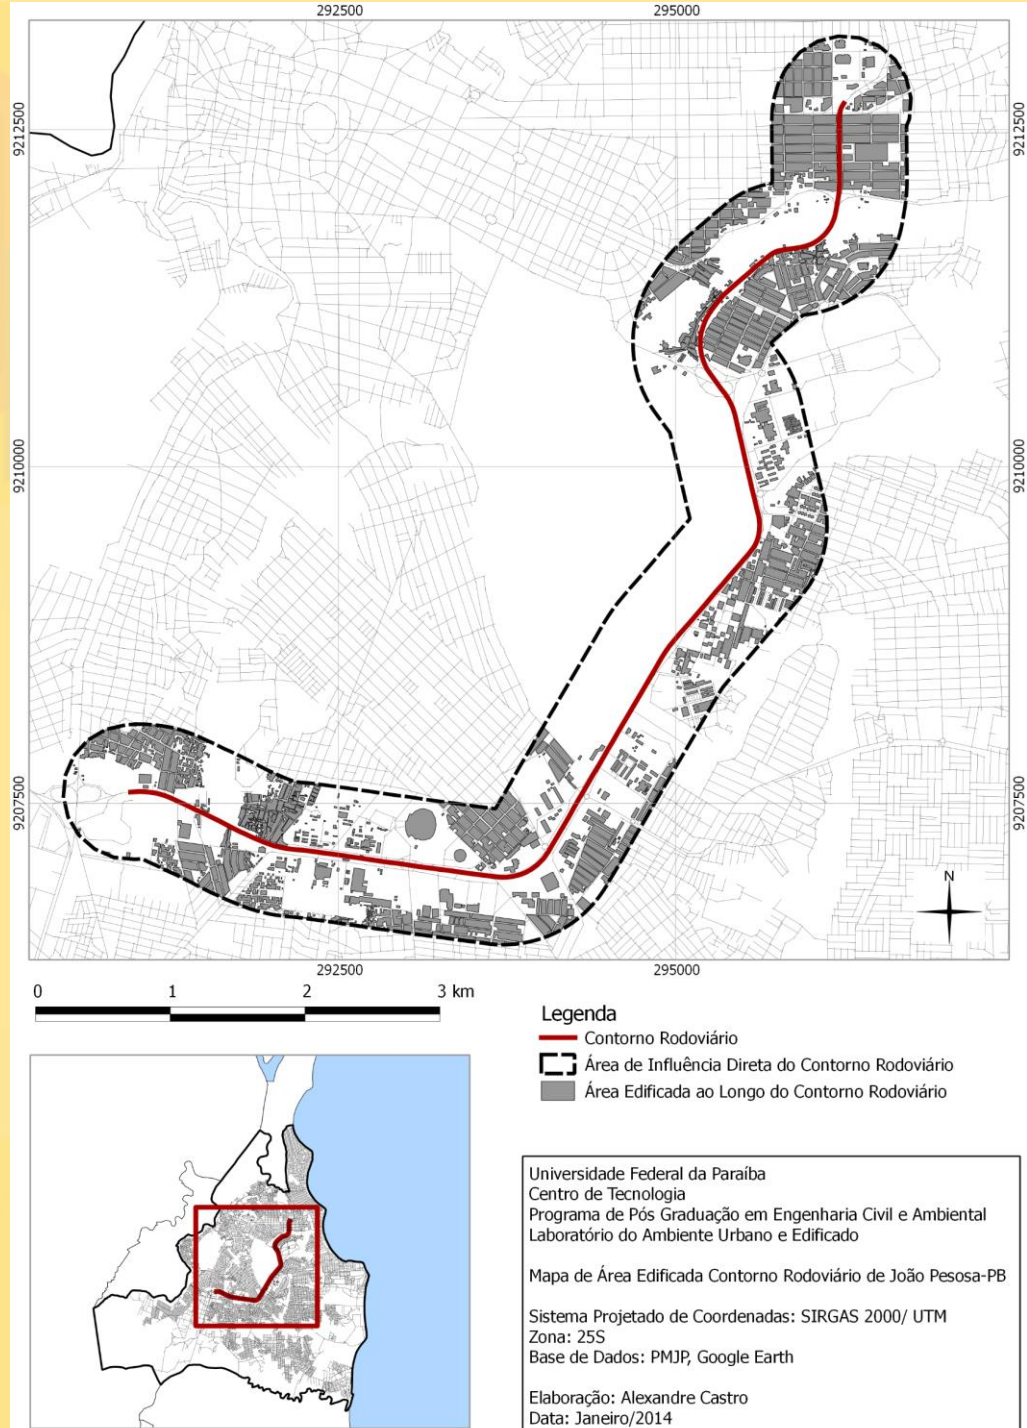 292500 295000
9212500 9212500
9210000 9210000
9207500 9207500
N
292500 295000
0 1 2 3 km
Legenda
Contorno Rodoviário
Área de Influência Direta do Contorno Rodoviário
Área Edificada ao Longo do Contorno Rodoviário
Universidade Federal da Paraíba
Centro de Tecnologia
Programa de Pós Graduação em Engenharia Civil e Ambiental
Laboratório do Ambiente Urbano e Edificado
Mapa de Área Edificada Contorno Rodoviário de João Pesosa-PB
Sistema Projetado de Coordenadas: SIRGAS 2000/ UTM
Zona: 25S
Base de Dados: PMJP, Google Earth
Elaboração: Alexandre Castro
Data: Janeiro/2014